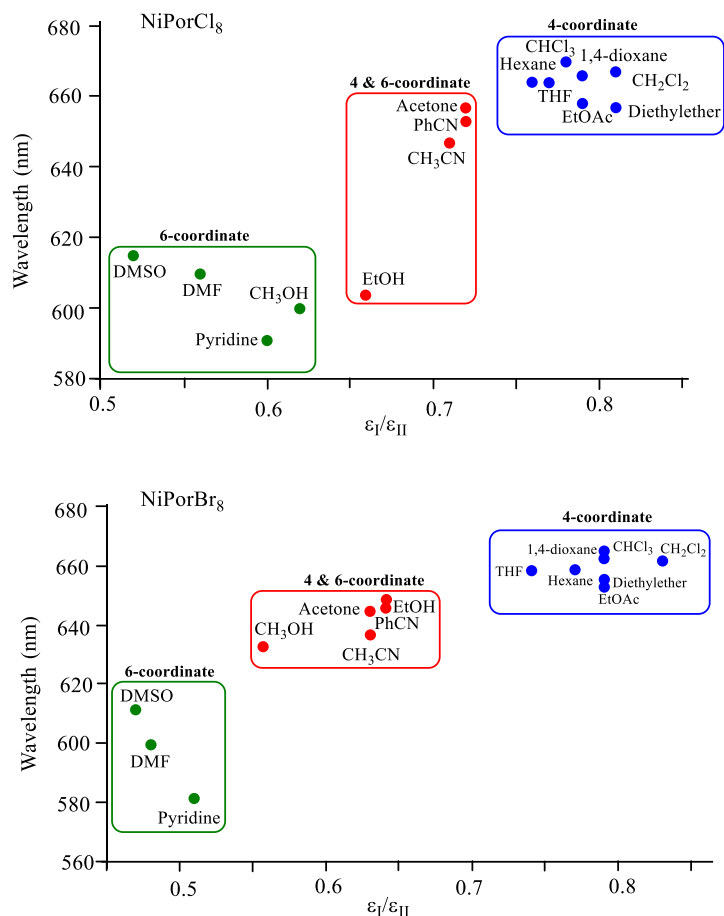 NiPorCl8
680
4-coordinate
CHCl3
1,4-dioxane
Hexane
CH2Cl2
4 & 6-coordinate
THF
660
Acetone
EtOAc
Diethylether
PhCN
CH3CN
640
Wavelength (nm)
620
6-coordinate
DMSO
EtOH
DMF
CH3OH
600
Pyridine
580
0.5
0.6
0.7
0.8
εI/εII
NiPorBr8
680
4-coordinate
1,4-dioxane
CHCl3
CH2Cl2
660
THF
Hexane
Diethylether
EtOAc
4 & 6-coordinate
Acetone
EtOH
640
CH3OH
PhCN
CH3CN
Wavelength (nm)
6-coordinate
620
DMSO
600
DMF
580
Pyridine
560
0.5
0.6
0.7
0.8
εI/εII